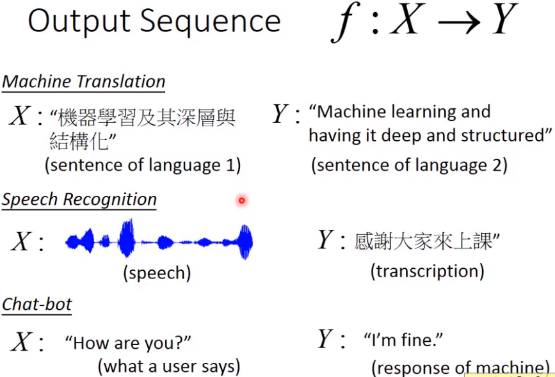 Output Sequence f : X → Y
Machine Translation
X : “機器學習及其深層與
結構化”
(sentence of language 1)
Y : “Machine learning and
having it deep and structured”
(sentence of language 2)
Speech Recognition
X :
(speech)
Y : 感謝大家來上課”
(transcription)
Chat-bot
X : “How are you?”
(what a user says)
Y : “I’m fine.”
(response of machine)